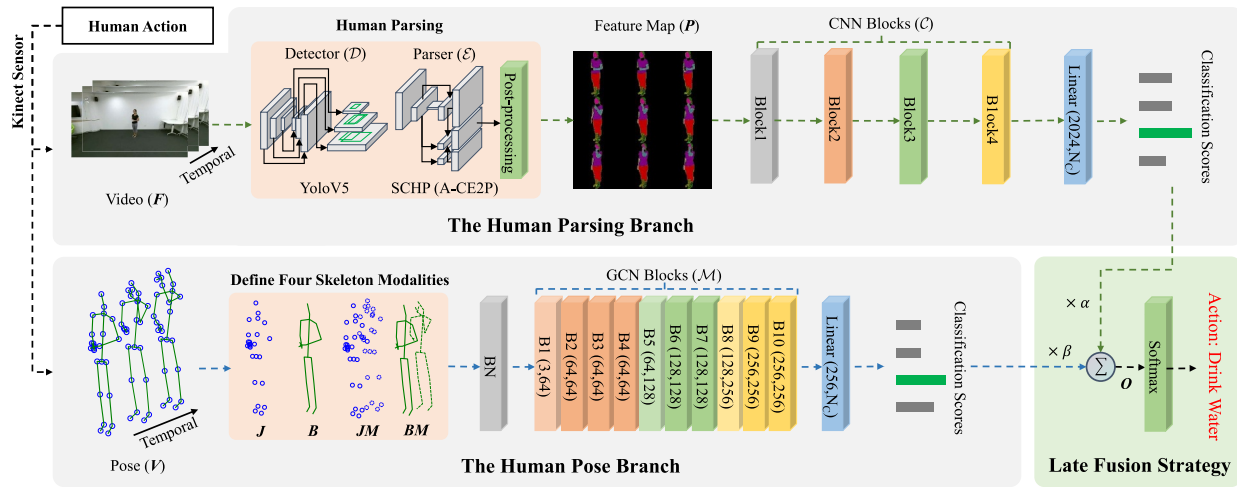 Human Action
Kinect Sensor
Human Parsing
Detector (𝒟)
Parser (ℰ)
Post-processing
YoloV5
SCHP (A-CE2P)
Temporal
Video (F)
Feature Map (P)
CNN Blocks (𝒞)
Block1
Block2
Block3
Block4
Linear (2024,N_C)
Classification Scores
The Human Parsing Branch
Define Four Skeleton Modalities
J
B
JM
BM
Temporal
Pose (V)
BN
GCN Blocks (ℳ)
B1 (3,64)
B2 (64,64)
B3 (64,64)
B4 (64,64)
B5 (64,128)
B6 (128,128)
B7 (128,128)
B8 (128,256)
B9 (256,256)
B10 (256,256)
Linear (256,N_C)
Classification
Scores
The Human Pose Branch
× α
× β
Σ
O
Softmax
Action: Drink
Water
Late Fusion Strategy